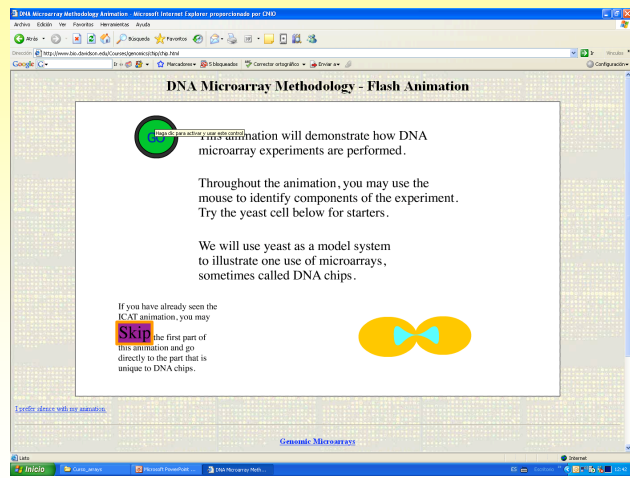 DNA Microarray Methodology Animation - Microsoft Internet Explorer proporcionado por CNIO
Archivo Edición Ver Favoritos Herramientas Ayuda
Atrás Búsqueda Favoritos
Dirección http://www.bio.davidson.edu/Courses/genomics/chip/chip.html Ir Vínculos
Google G Ir Marcadores 5 bloqueados Corrector ortográfico Enviar a Configuración
DNA Microarray Methodology - Flash Animation
GO
Haga clic para activar y usar este control
This animation will demonstrate how DNA
microarray experiments are performed.
Throughout the animation, you may use the
mouse to identify components of the experiment.
Try the yeast cell below for starters.
We will use yeast as a model system
to illustrate one use of microarrays,
sometimes called DNA chips.
If you have already seen the
ICAT animation, you may
Skip the first part of
this animation and go
directly to the part that is
unique to DNA chips.
I prefer silence with my animation.
Genomic Microarrays
Listo Internet
Inicio Curso_arrays Microsoft PowerPoint ... DNA Microarray Meth... ES Escritorio 12:42